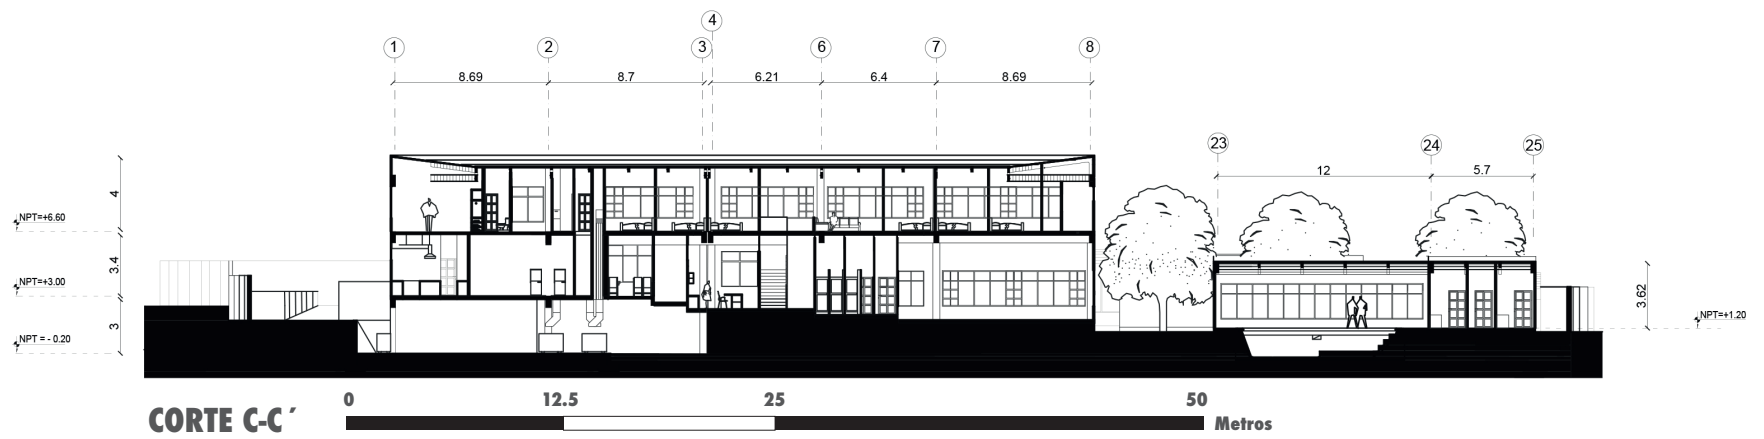 4
1 2 3 6 7 8
8.69 8.7 6.21 6.4 8.69
23 24 25
12 5.7
4
NPT=+6.60
3.4
NPT=+3.00
3.62
NPT=+1.20
3
NPT = - 0.20
0 12.5 25 50
CORTE C-C ´
Metros